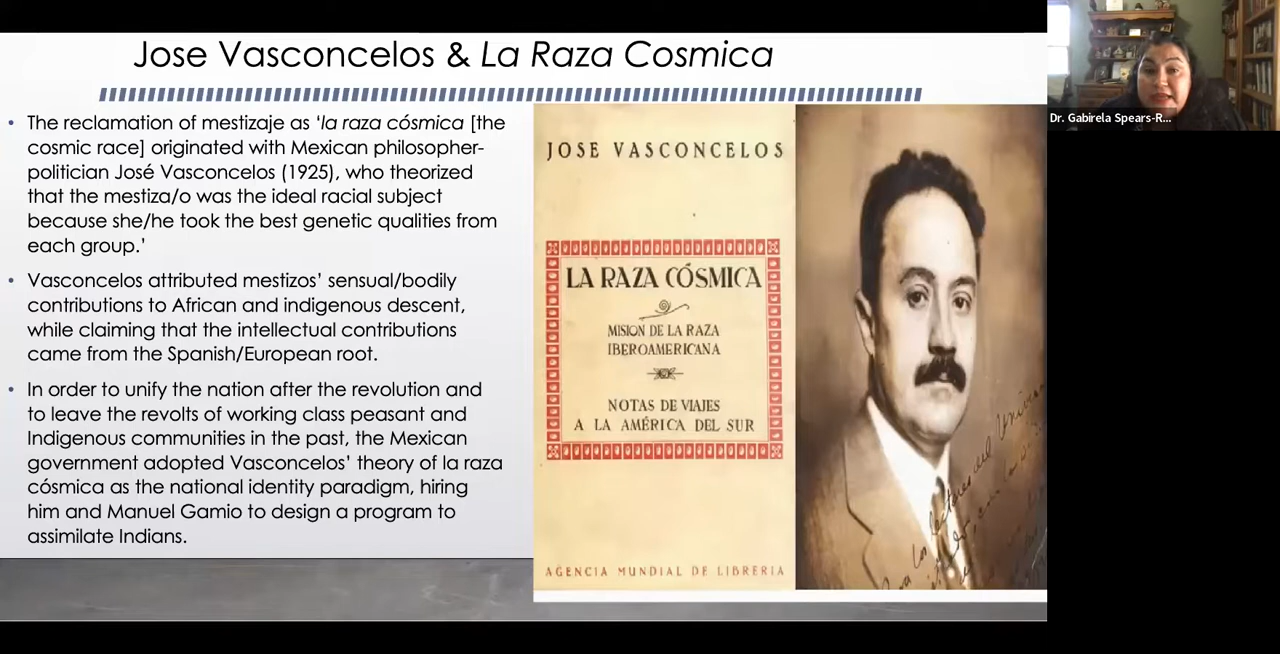 Jose Vasconcelos & La Raza Cosmica
• The reclamation of mestizaje as ‘la raza cósmica [the
cosmic race] originated with Mexican philosopher-
politician José Vasconcelos (1925), who theorized
that the mestiza/o was the ideal racial subject
because she/he took the best genetic qualities from
each group.’
• Vasconcelos attributed mestizos’ sensual/bodily
contributions to African and indigenous descent,
while claiming that the intellectual contributions
came from the Spanish/European root.
• In order to unify the nation after the revolution and
to leave the revolts of working class peasant and
Indigenous communities in the past, the Mexican
government adopted Vasconcelos’ theory of la raza
cósmica as the national identity paradigm, hiring
him and Manuel Gamio to design a program to
assimilate Indians.
JOSE VASCONCELOS
LA RAZA CÓSMICA
MISION DE LA RAZA
IBEROAMERICANA
NOTAS DE VIAJES
A LA AMÉRICA DEL SUR
AGENCIA MUNDIAL DE LIBRERIA
los lectores del
Dr. Gabirela Spears-R...